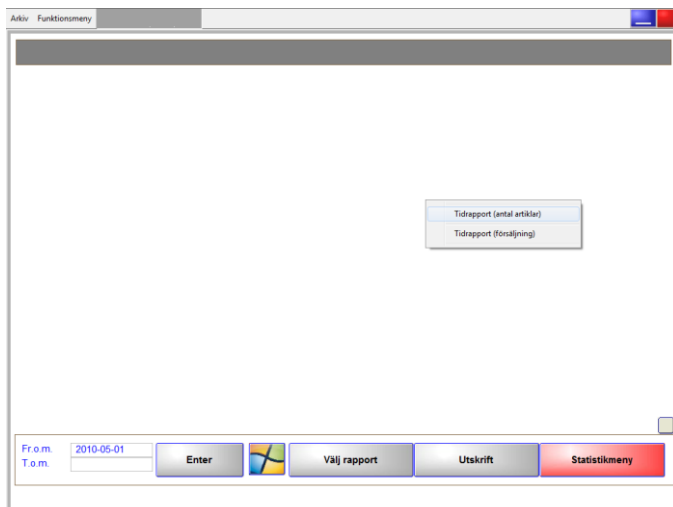 Arkiv Funktionsmeny
Tidrapport (antal artiklar)
Tidrapport (försäljning)
Fr.o.m. 2010-05-01
T.o.m.
Enter
Välj rapport
Utskrift
Statistikmeny